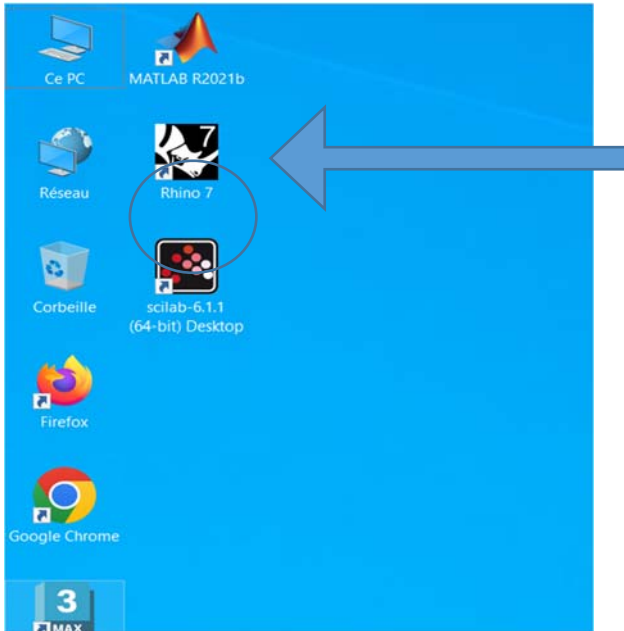 Ce PC
MATLAB R2021b
7
Réseau
Rhino 7
Corbeille
scilab-6.1.1
(64-bit) Desktop
Firefox
Google Chrome
3
MAX